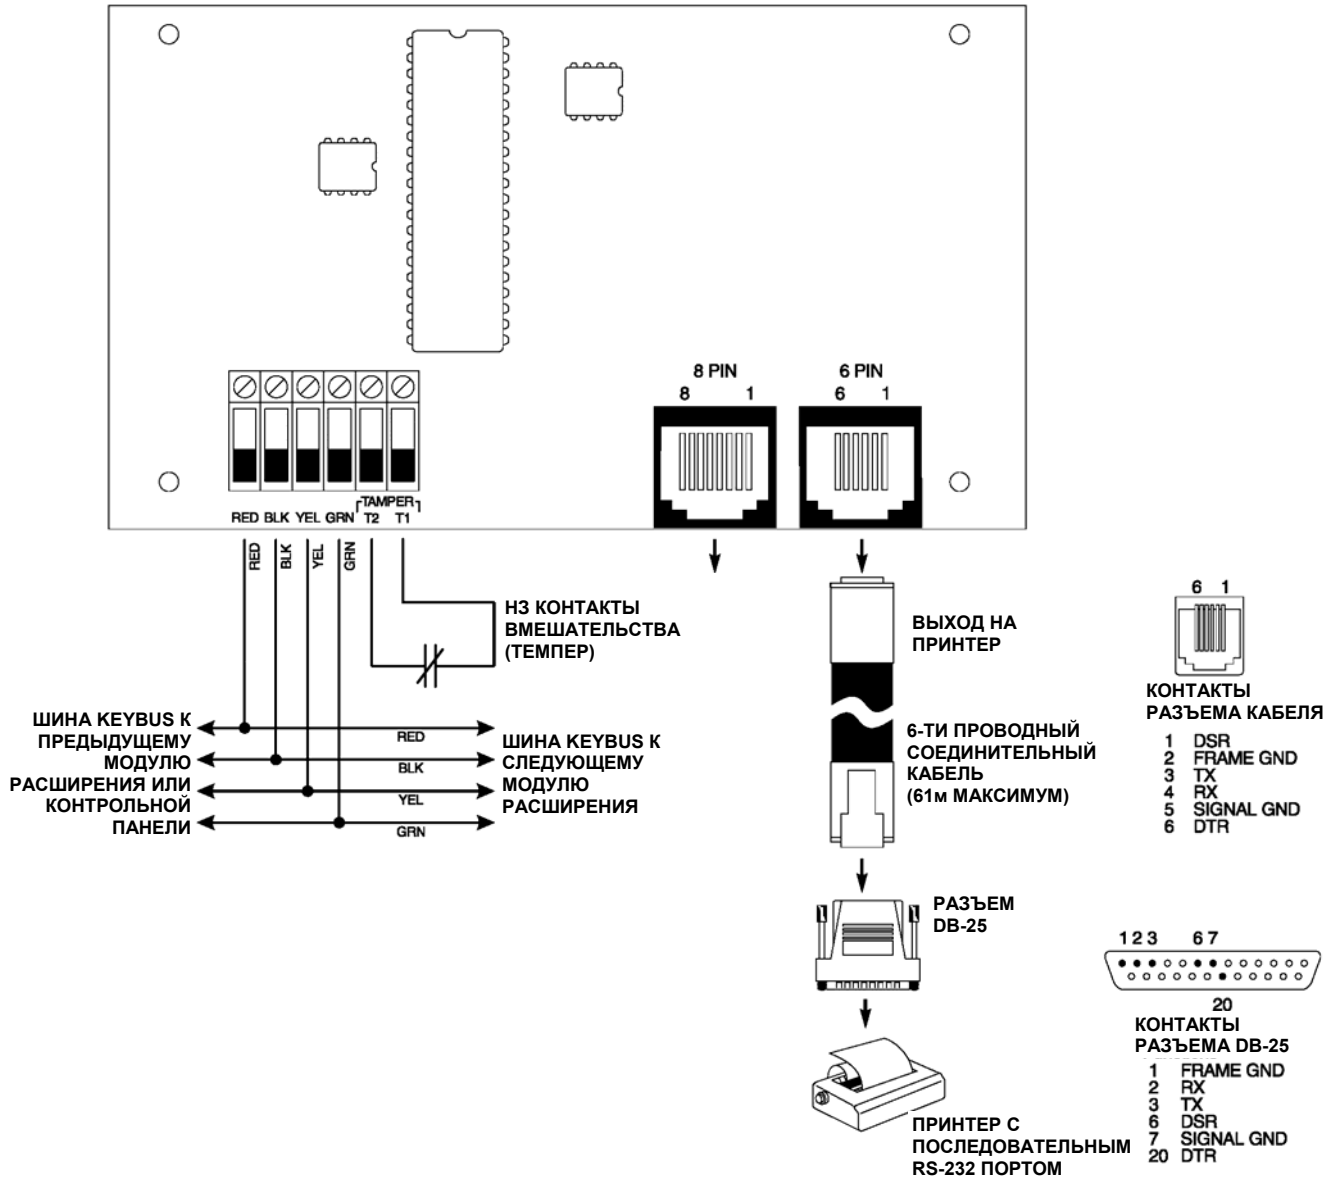 8 PIN
8 1
6 PIN
6 1
TAMPER
RED BLK YEL GRN T2 T1
RED
BLK
YEL
GRN
НЗ КОНТАКТЫ
ВМЕШАТЕЛЬСТВА
(ТЕМПЕР)
ШИНА KEYBUS К
ПРЕДЫДУЩЕМУ
МОДУЛЮ
РАСШИРЕНИЯ ИЛИ
КОНТРОЛЬНОЙ
ПАНЕЛИ
RED
BLK
YEL
GRN
ШИНА KEYBUS К
СЛЕДУЮЩЕМУ
МОДУЛЮ
РАСШИРЕНИЯ
ВЫХОД НА
ПРИНТЕР
6-ТИ ПРОВОДНЫЙ
СОЕДИНИТЕЛЬНЫЙ
КАБЕЛЬ
(61м МАКСИМУМ)
РАЗЪЕМ
DB-25
ПРИНТЕР С
ПОСЛЕДОВАТЕЛЬНЫМ
RS-232 ПОРТОМ
6 1
КОНТАКТЫ
РАЗЪЕМА КАБЕЛЯ
1 DSR
2 FRAME GND
3 TX
4 RX
5 SIGNAL GND
6 DTR
1 2 3 6 7
20
КОНТАКТЫ
РАЗЪЕМА DB-25
1 FRAME GND
2 RX
3 TX
6 DSR
7 SIGNAL GND
20 DTR